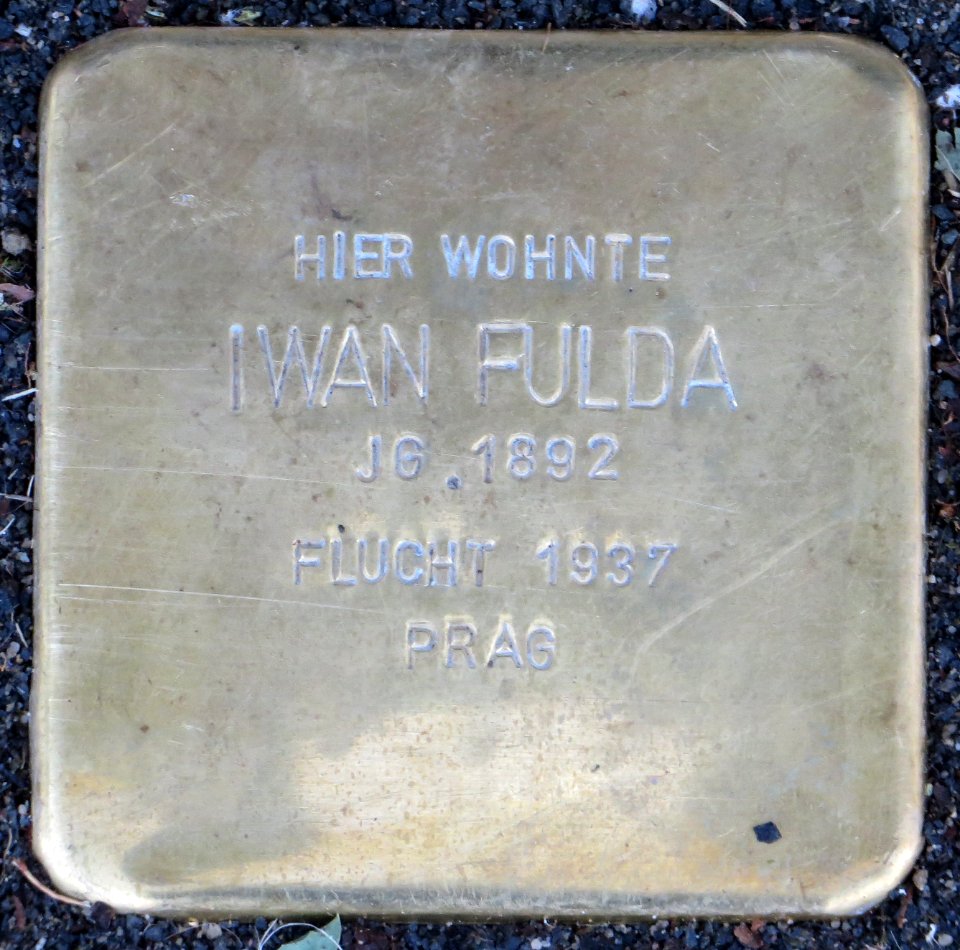 HIER WOHNTE
IWAN FULDA
JG. 1892
FLUCHT 1937
PRAG